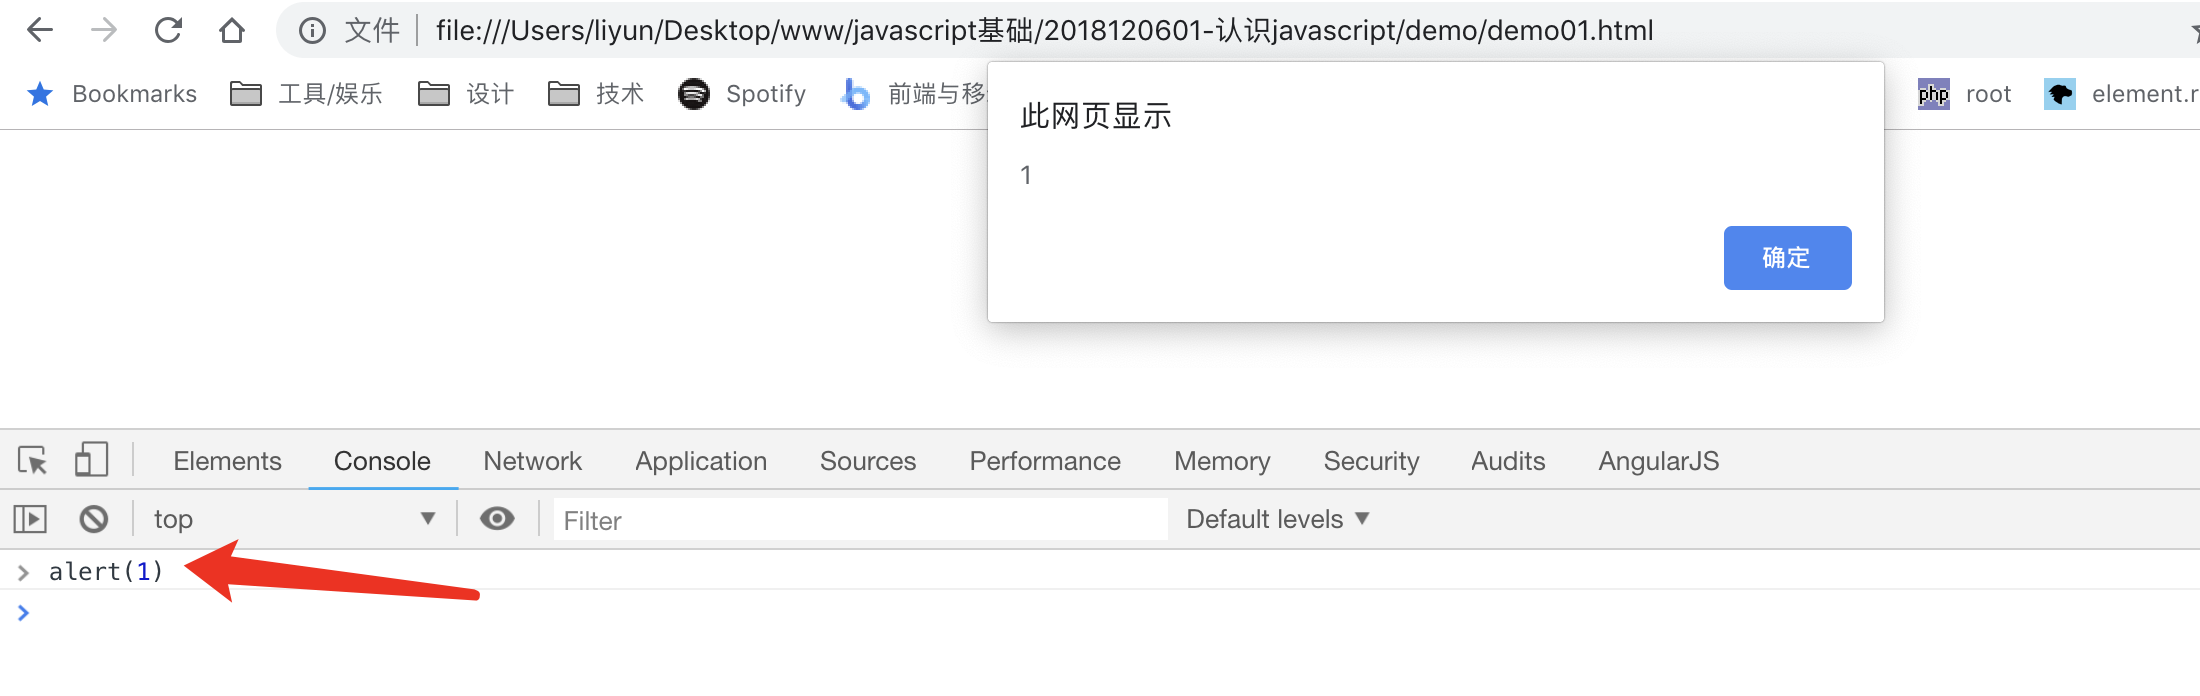 文件 file:///Users/liyun/Desktop/www/javascript基础/2018120601-认识javascript/demo/demo01.html
Bookmarks 工具/娱乐 设计 技术 Spotify 前端与移 php root element.r
此网页显示
1
确定
Elements Console Network Application Sources Performance Memory Security Audits AngularJS
top Filter Default levels
> alert(1)
>